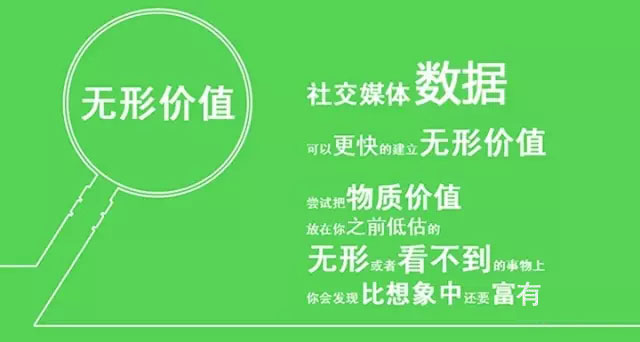 无形价值
社交媒体数据
可以更快的建立无形价值
尝试把物质价值
放在你之前低估的
无形或者看不到的事物上
你会发现比想象中还要富有